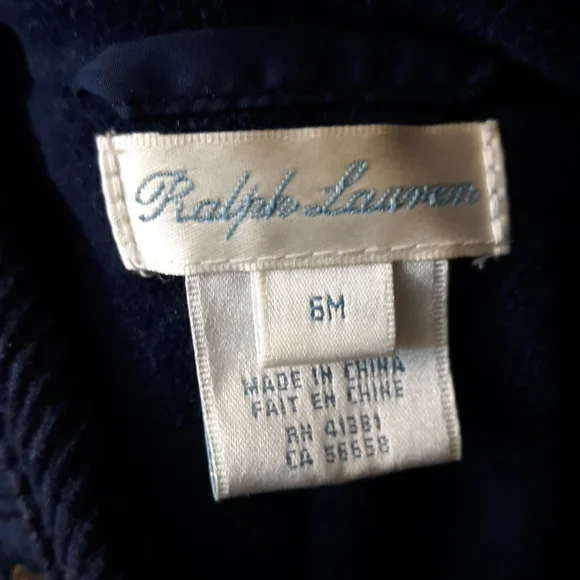 Ralph Lauren
6M
MADE IN CHINA
FAIT EN CHINE
RN 41381
CA 56658